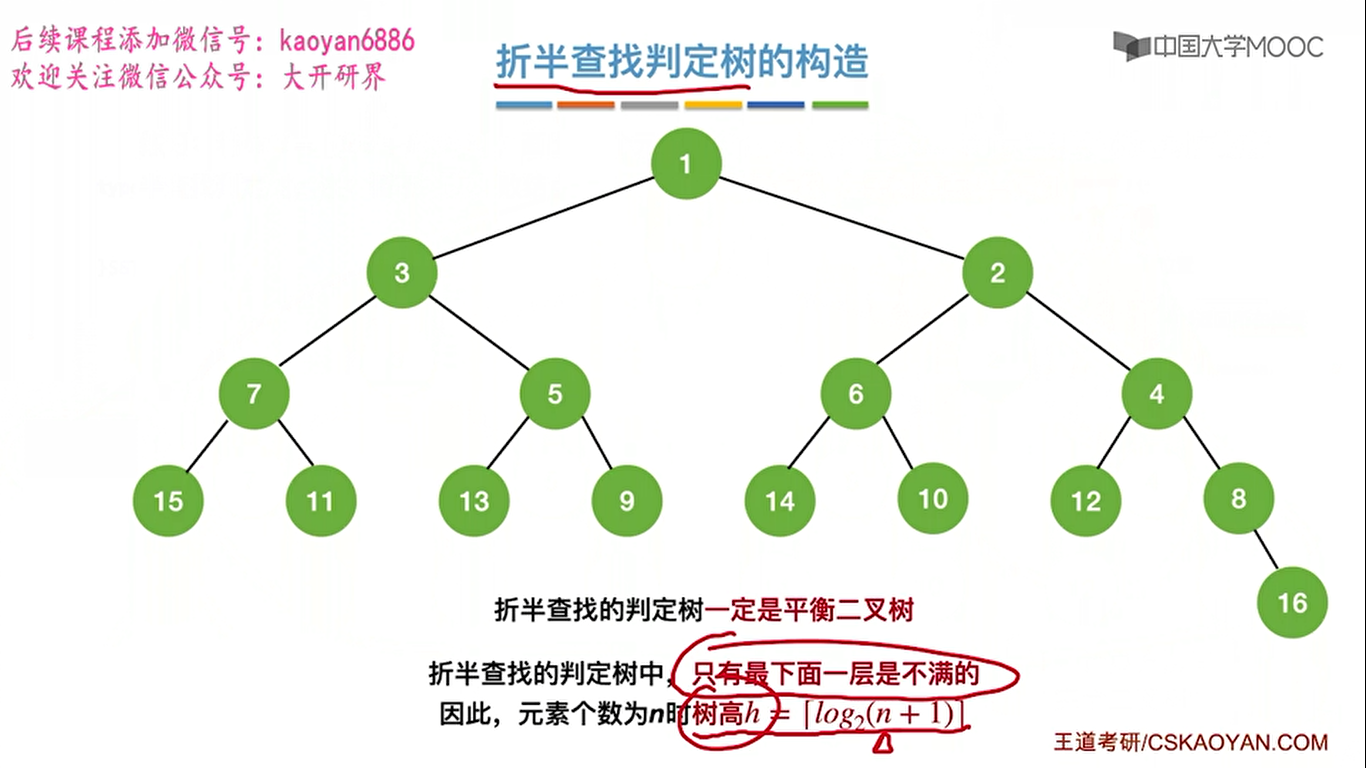 后续课程添加微信号：kaoyan6886
欢迎关注微信公众号：大开研界
中国大学MOOC
折半查找判定树的构造
1
3 2
7 5 6 4
15 11 13 9 14 10 12 8
16
折半查找的判定树一定是平衡二叉树
折半查找的判定树中，只有最下面一层是不满的
因此，元素个数为n时树高h = ⌈log₂(n + 1)⌉
王道考研/CSKAOYAN.COM